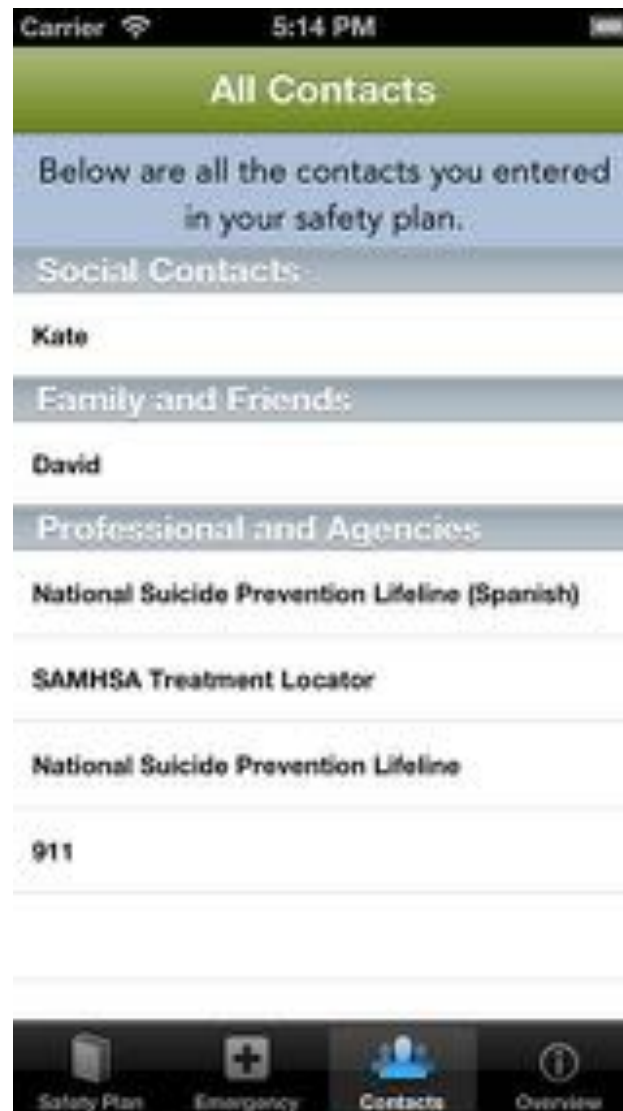 Carrier 5:14 PM
All Contacts
Below are all the contacts you entered
in your safety plan.
Social Contacts
Kate
Family and Friends
David
Professional and Agencies
National Suicide Prevention Lifeline (Spanish)
SAMHSA Treatment Locator
National Suicide Prevention Lifeline
911
Safety Plan Emergency Contacts Overview